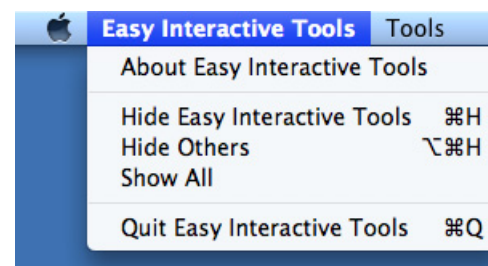 Easy Interactive Tools Tools
About Easy Interactive Tools
Hide Easy Interactive Tools ⌘H
Hide Others ⌥⌘H
Show All
Quit Easy Interactive Tools ⌘Q